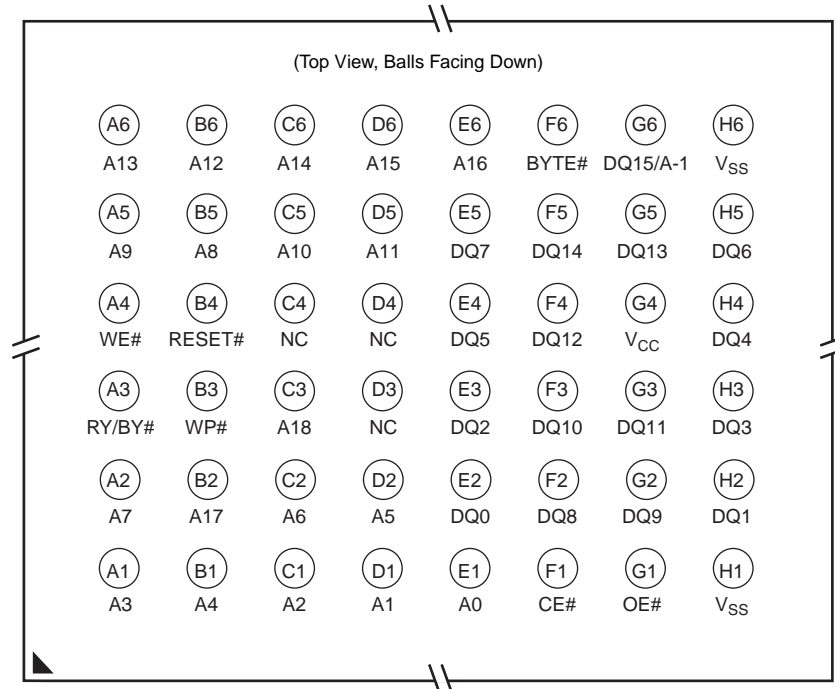 (Top View, Balls Facing Down)
A6 B6 C6 D6 E6 F6 G6 H6
A13 A12 A14 A15 A16 BYTE# DQ15/A-1 VSS
A5 B5 C5 D5 E5 F5 G5 H5
A9 A8 A10 A11 DQ7 DQ14 DQ13 DQ6
A4 B4 C4 D4 E4 F4 G4 H4
WE# RESET# NC NC DQ5 DQ12 VCC DQ4
A3 B3 C3 D3 E3 F3 G3 H3
RY/BY# WP# A18 NC DQ2 DQ10 DQ11 DQ3
A2 B2 C2 D2 E2 F2 G2 H2
A7 A17 A6 A5 DQ0 DQ8 DQ9 DQ1
A1 B1 C1 D1 E1 F1 G1 H1
A3 A4 A2 A1 A0 CE# OE# VSS